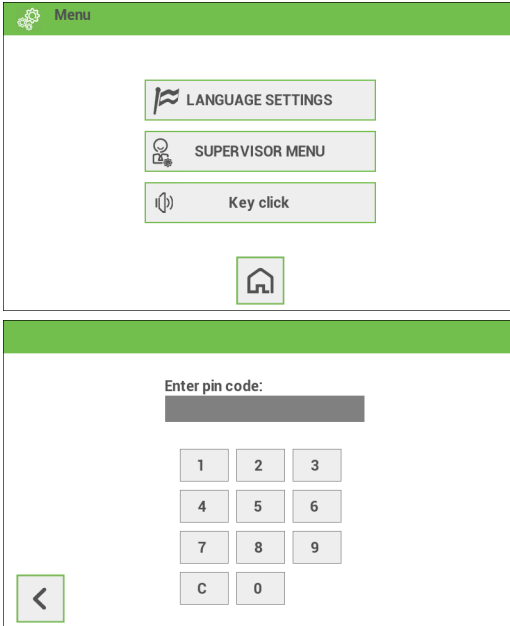 Menu
LANGUAGE SETTINGS
SUPERVISOR MENU
Key click
Enter pin code:
1 2 3
4 5 6
7 8 9
C 0